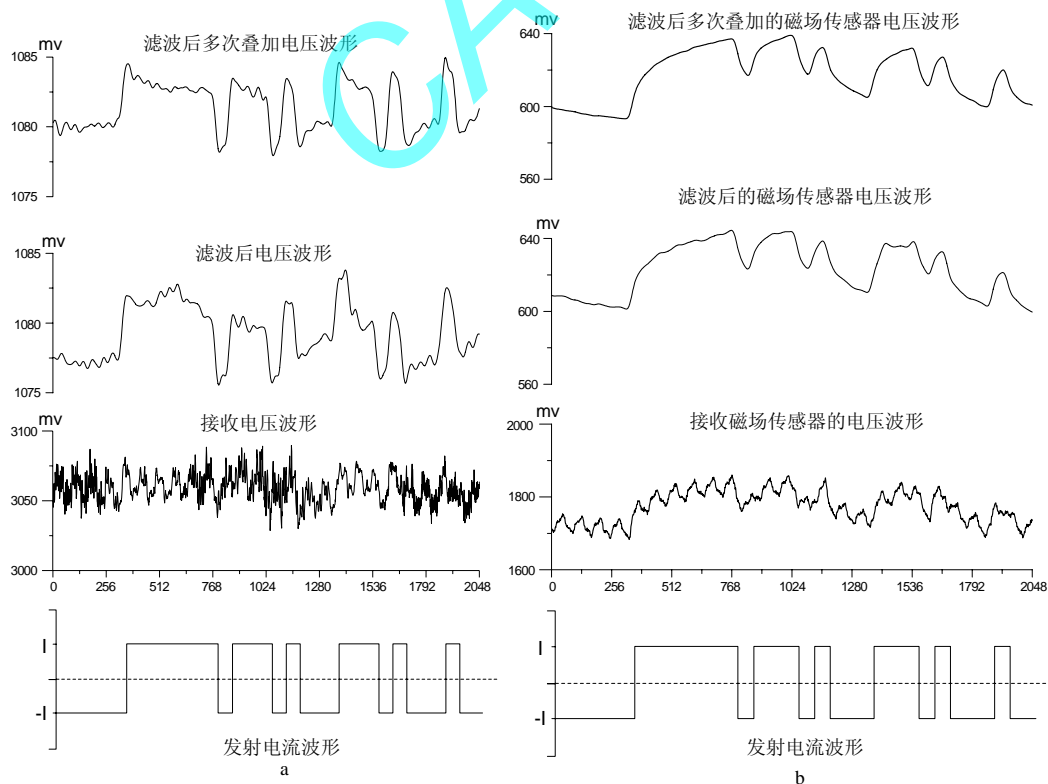 mv
滤波后多次叠加电压波形
1085
1080
1075
mv
滤波后电压波形
1085
1080
1075
mv
接收电压波形
3100
3050
3000
0 256 512 768 1024 1280 1536 1792 2048
I
-I
发射电流波形
a
mv
滤波后多次叠加的磁场传感器电压波形
640
600
560
mv
滤波后的磁场传感器电压波形
640
600
560
mv
接收磁场传感器的电压波形
2000
1800
1600
0 256 512 768 1024 1280 1536 1792 2048
I
-I
发射电流波形
b
CA